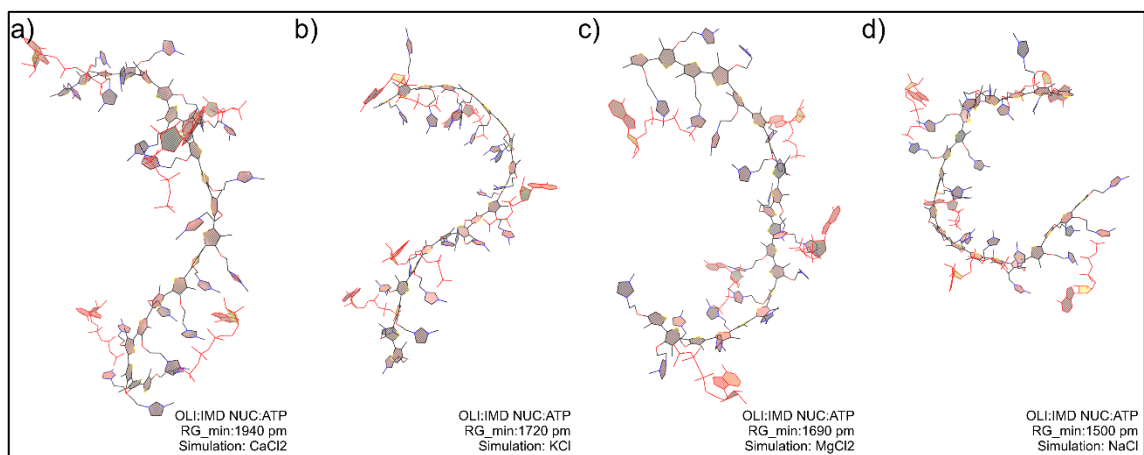 a)
b)
c)
d)
OLI:IMD NUC:ATP
RG_min:1940 pm
Simulation: CaCl2
OLI:IMD NUC:ATP
RG_min:1720 pm
Simulation: KCl
OLI:IMD NUC:ATP
RG_min:1690 pm
Simulation: MgCl2
OLI:IMD NUC:ATP
RG_min:1500 pm
Simulation: NaCl